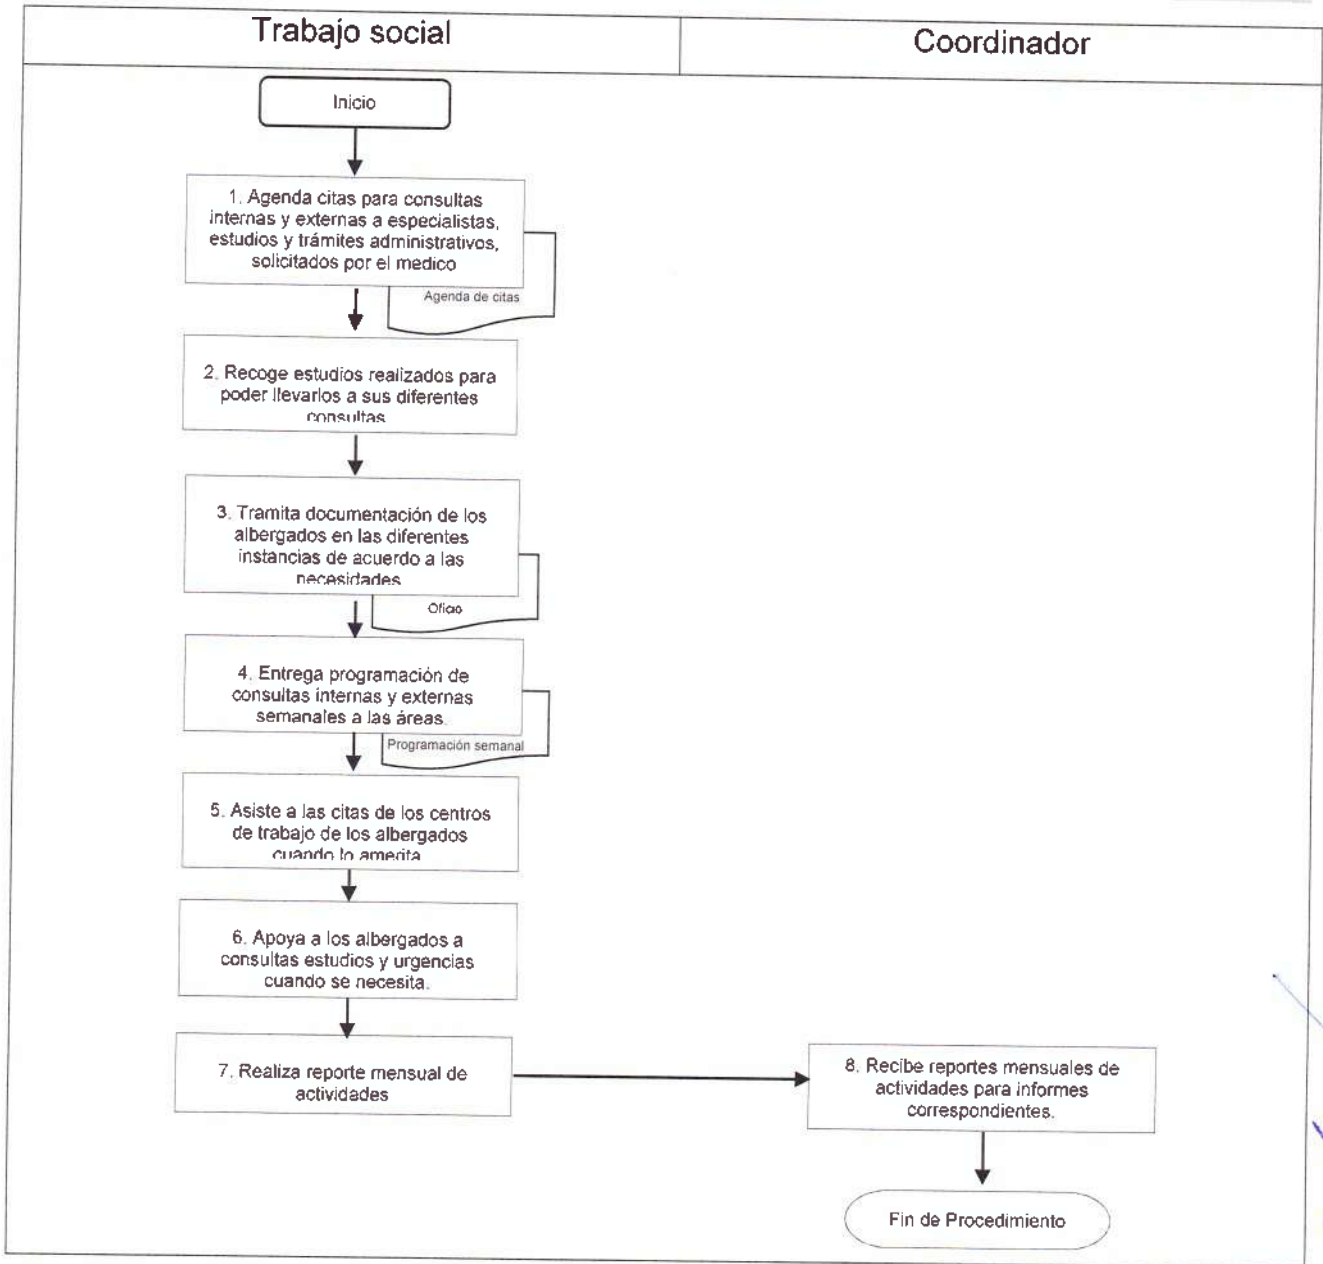 Trabajo social
Coordinador
Inicio
1. Agenda citas para consultas
internas y externas a especialistas,
estudios y trámites administrativos,
solicitados por el medico
Agenda de citas
2. Recoge estudios realizados para
poder llevarlos a sus diferentes
consultas
3. Tramita documentación de los
albergados en las diferentes
instancias de acuerdo a las
necesidades
Oficio
4. Entrega programación de
consultas internas y externas
semanales a las áreas.
Programación semanal
5. Asiste a las citas de los centros
de trabajo de los albergados
cuando lo amerita
6. Apoya a los albergados a
consultas estudios y urgencias
cuando se necesita.
7. Realiza reporte mensual de
actividades
8. Recibe reportes mensuales de
actividades para informes
correspondientes.
Fin de Procedimiento